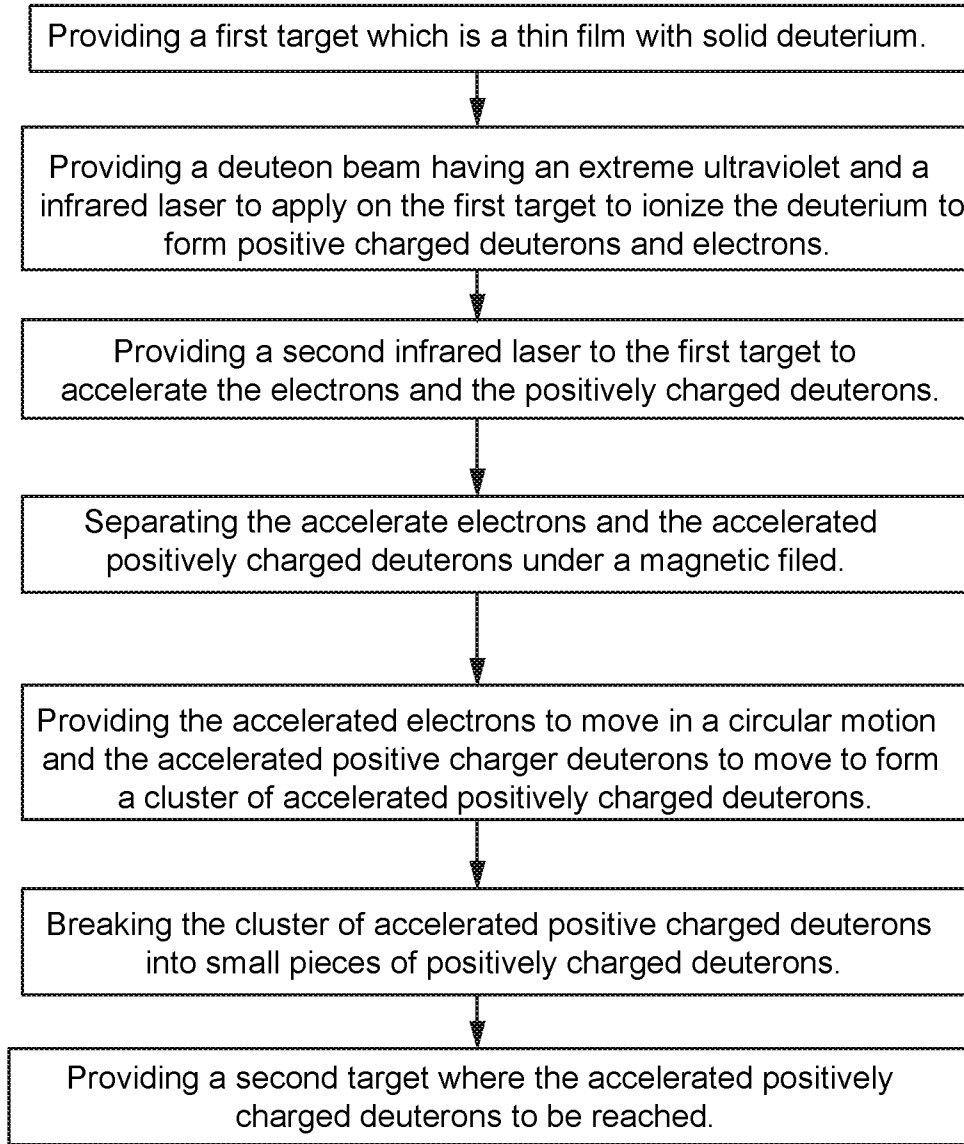 Providing a first target which is a thin film with solid deuterium.
Providing a deuteon beam having an extreme ultraviolet and a
infrared laser to apply on the first target to ionize the deuterium to
form positive charged deuterons and electrons.
Providing a second infrared laser to the first target to
accelerate the electrons and the positively charged deuterons.
Separating the accelerate electrons and the accelerated
positively charged deuterons under a magnetic filed.
Providing the accelerated electrons to move in a circular motion
and the accelerated positive charger deuterons to move to form
a cluster of accelerated positively charged deuterons.
Breaking the cluster of accelerated positive charged deuterons
into small pieces of positively charged deuterons.
Providing a second target where the accelerated positively
charged deuterons to be reached.